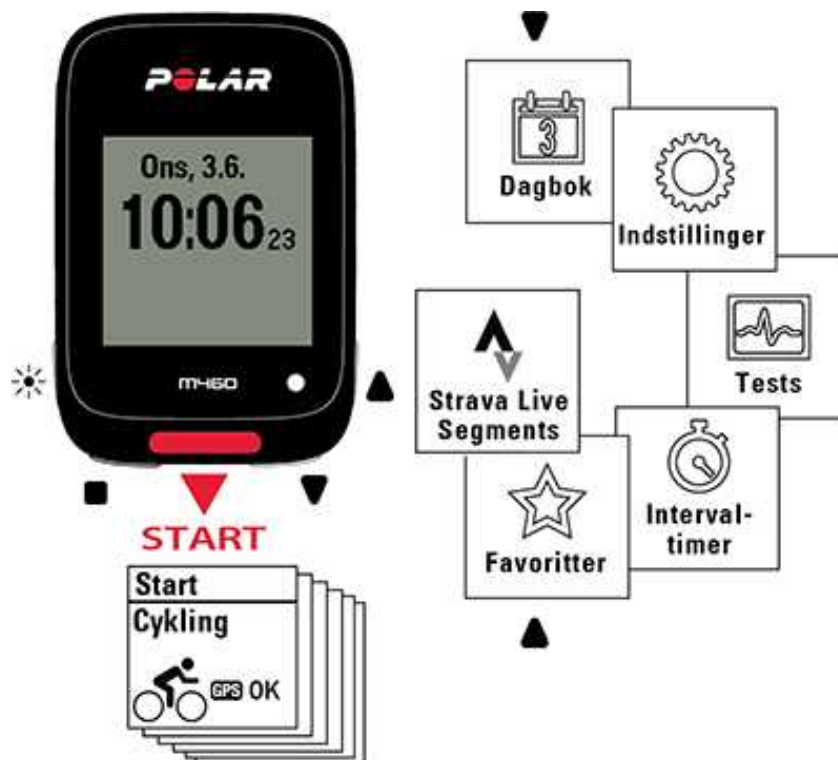 POLAR
Ons, 3.6.
10:06 23
M460
START
Start
Cykling
GPS OK
3
Dagbok
Indstillinger
Tests
Interval-
timer
Favoritter
Strava Live
Segments